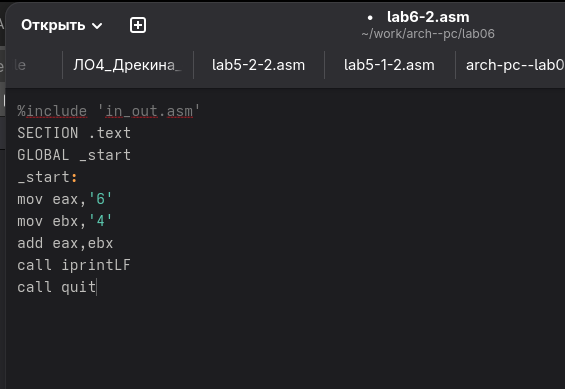 Открыть
lab6-2.asm
~/work/arch--pc/lab06
le ЛО4_Дрекина_ lab5-2-2.asm lab5-1-2.asm arch-pc--lab0
%include 'in_out.asm'
SECTION .text
GLOBAL _start
_start:
mov eax,'6'
mov ebx,'4'
add eax,ebx
call iprintLF
call quit